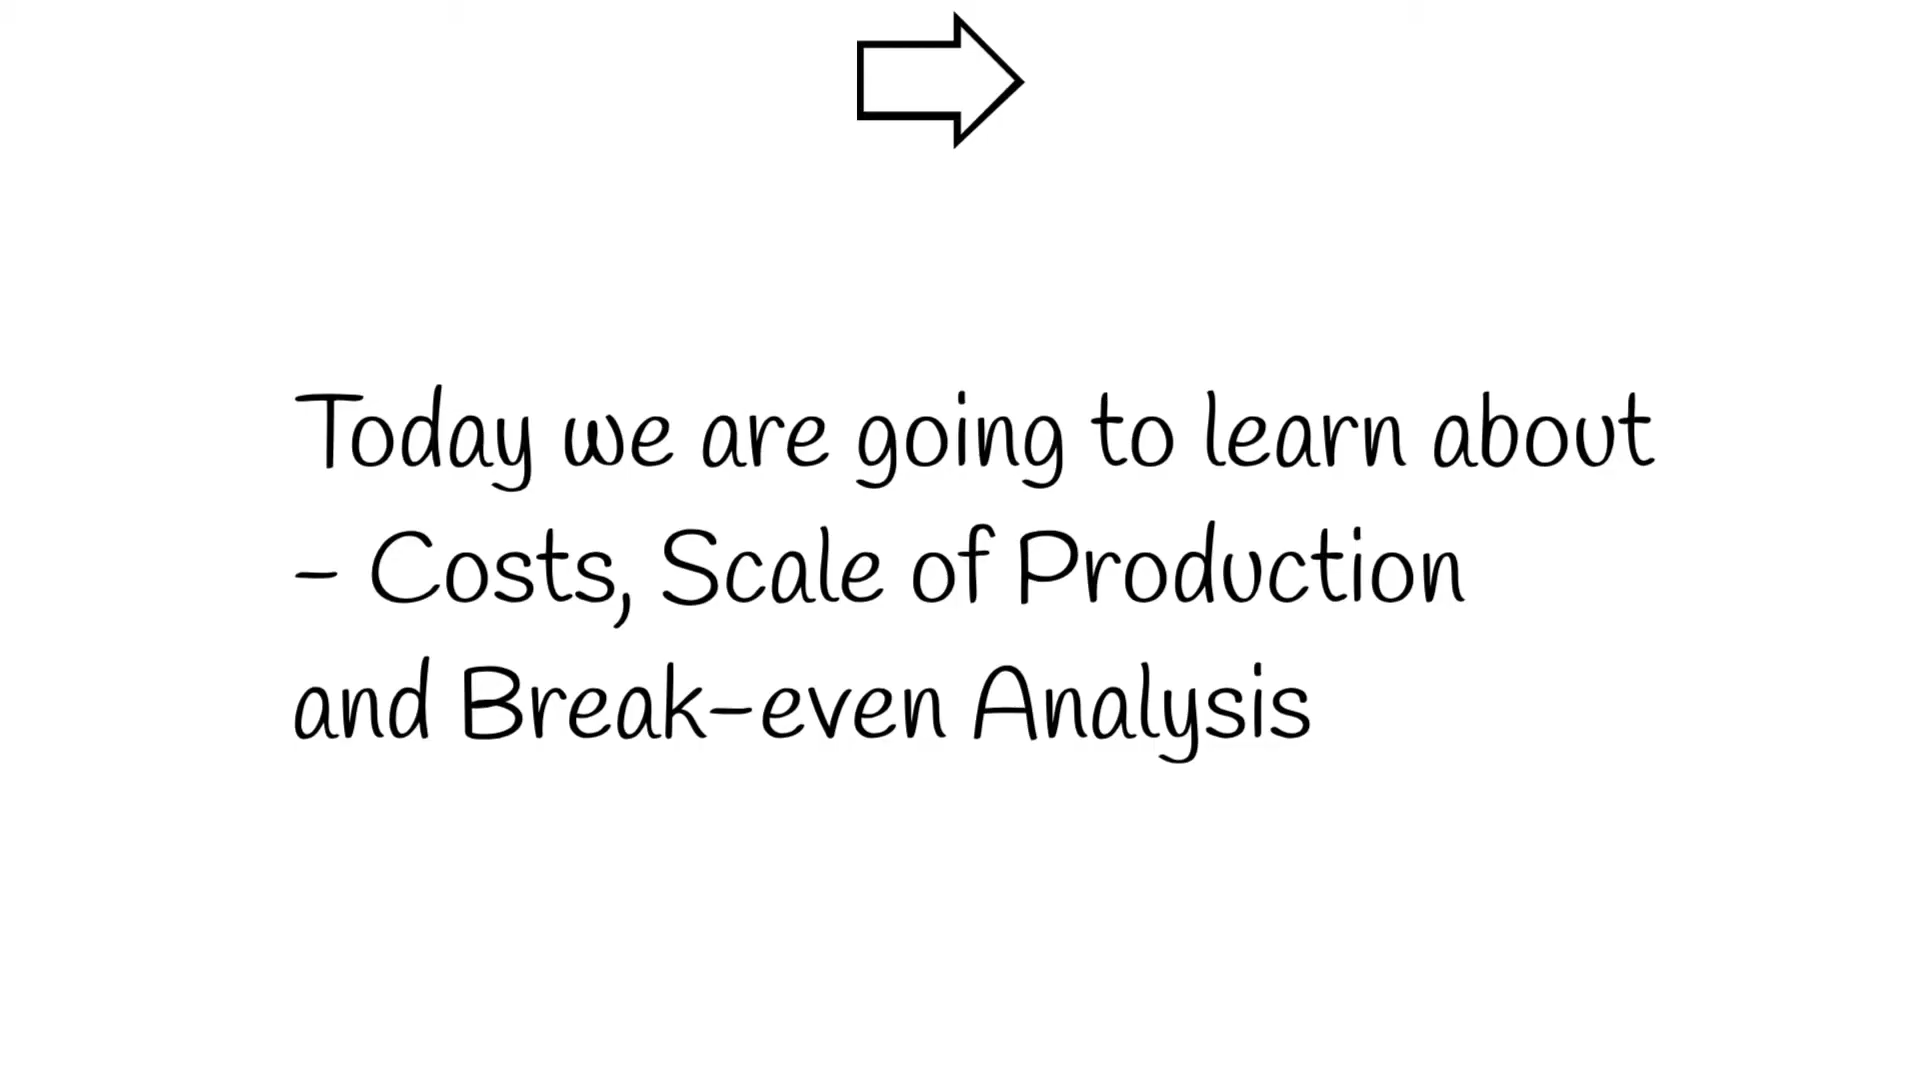 Today we are going to learn about
- Costs, Scale of Production
and Break-even Analysis